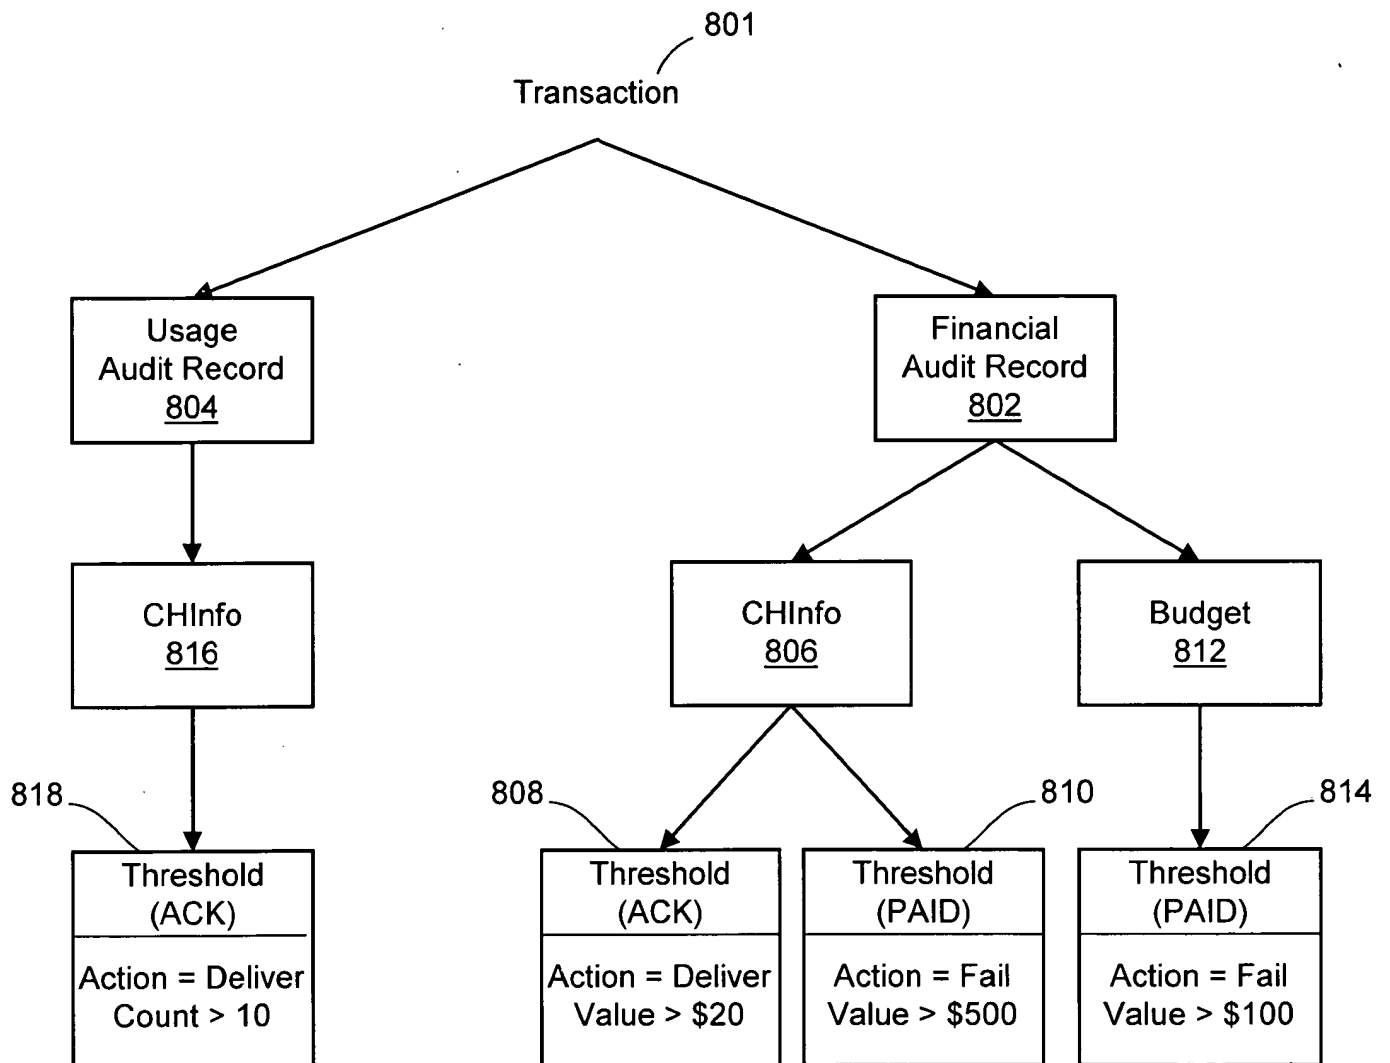 801
Transaction
Usage
Audit Record
804
Financial
Audit Record
802
CHInfo
816
CHInfo
806
Budget
812
818
808
810
814
Threshold
(ACK)
Action = Deliver
Count > 10
Threshold
(ACK)
Action = Deliver
Value > $20
Threshold
(PAID)
Action = Fail
Value > $500
Threshold
(PAID)
Action = Fail
Value > $100